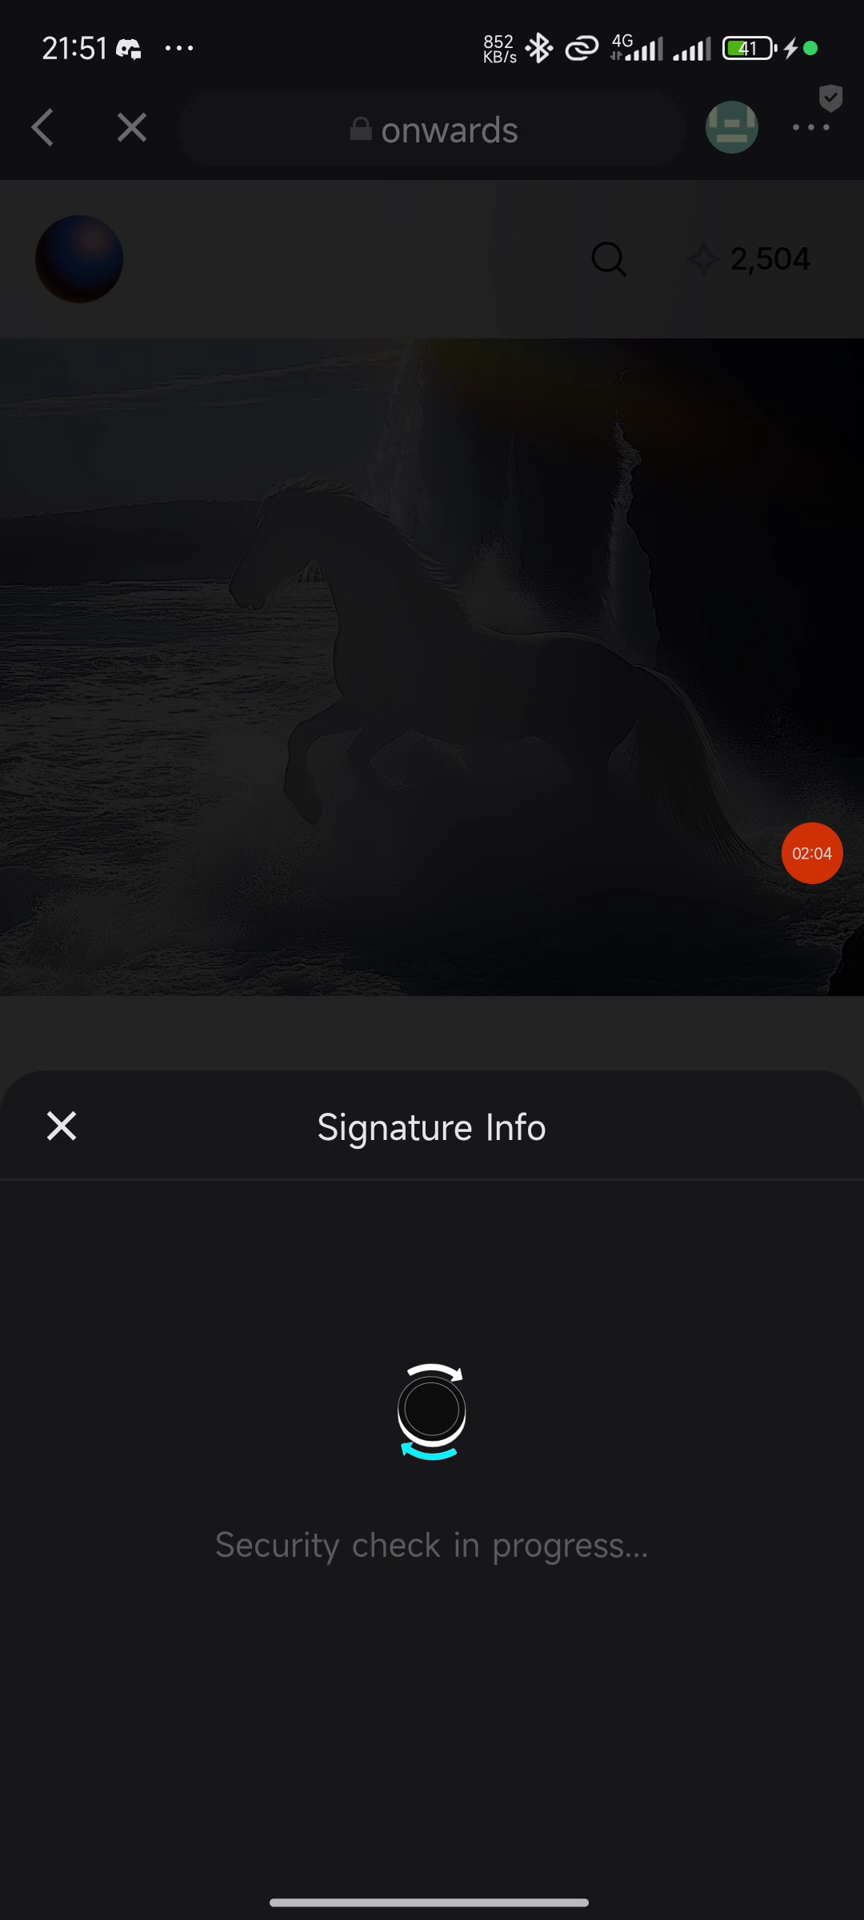 21:51
852
KB/s
4G
41
onwards
2,504
02:04
Signature Info
Security check in progress...